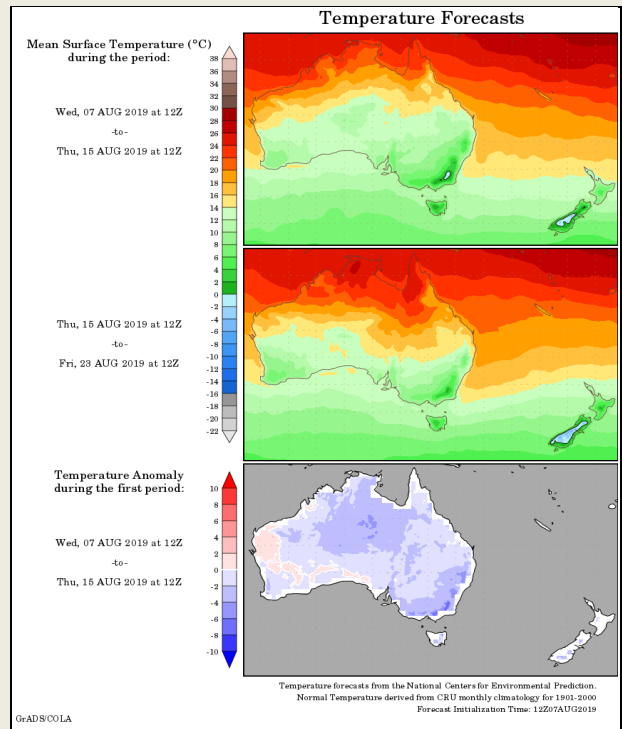 Temperature Forecasts
Mean Surface Temperature (°C)
during the period:
Wed, 07 AUG 2019 at 12Z
-to-
Thu, 15 AUG 2019 at 12Z
38
36
34
32
30
28
26
25
24
22
20
18
16
15
14
12
10
8
6
4
2
0
-2
-4
-6
-8
-10
-12
-14
-16
-18
-20
-22
Thu, 15 AUG 2019 at 12Z
-to-
Fri, 23 AUG 2019 at 12Z
Temperature Anomaly
during the first period:
Wed, 07 AUG 2019 at 12Z
-to-
Thu, 15 AUG 2019 at 12Z
10
8
6
4
2
0
-2
-4
-6
-8
-10
Temperature forecasts from the National Centers for Environmental Prediction.
Normal Temperature derived from CRU monthly climatology for 1901-2000
Forecast Initialization Time: 12Z07AUG2019
GrADS/COLA